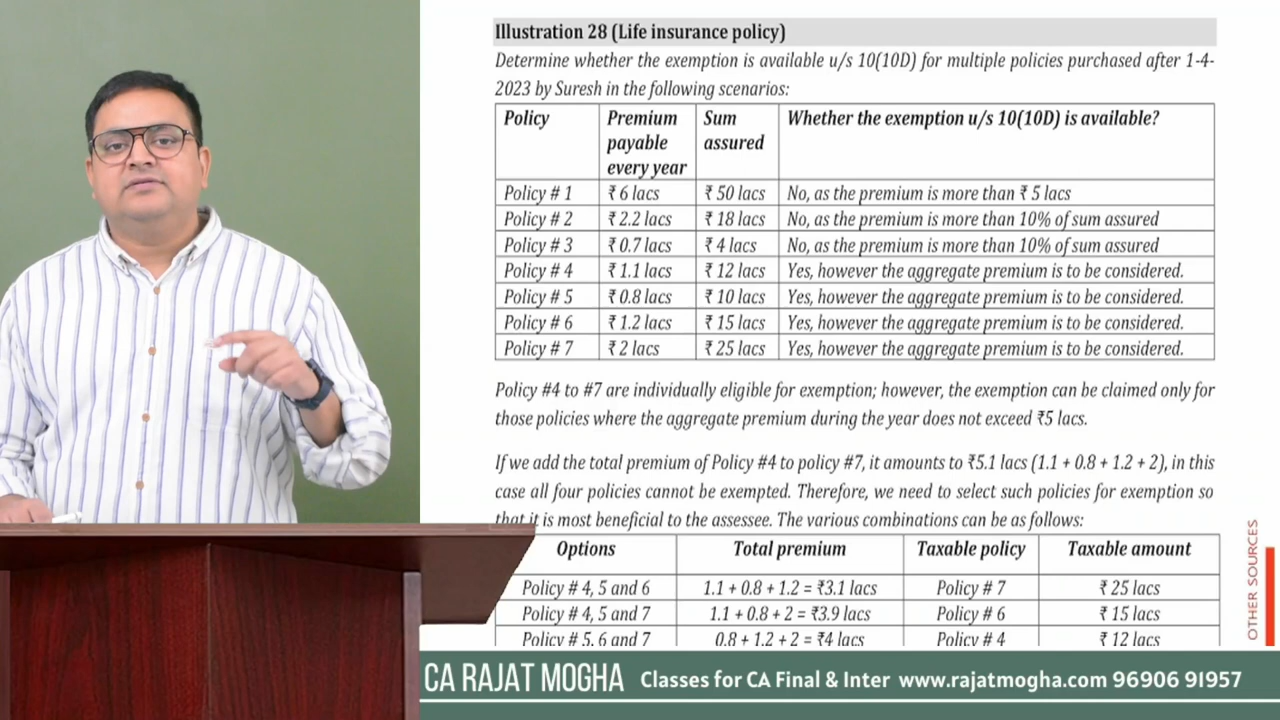 Illustration 28 (Life insurance policy)
Determine whether the exemption is available u/s 10(10D) for multiple policies purchased after 1-4-
2023 by Suresh in the following scenarios:
Policy Premium payable every year Sum assured Whether the exemption u/s 10(10D) is available?
Policy # 1 ₹ 6 lacs ₹ 50 lacs No, as the premium is more than ₹ 5 lacs
Policy # 2 ₹ 2.2 lacs ₹ 18 lacs No, as the premium is more than 10% of sum assured
Policy # 3 ₹ 0.7 lacs ₹ 4 lacs No, as the premium is more than 10% of sum assured
Policy # 4 ₹ 1.1 lacs ₹ 12 lacs Yes, however the aggregate premium is to be considered.
Policy # 5 ₹ 0.8 lacs ₹ 10 lacs Yes, however the aggregate premium is to be considered.
Policy # 6 ₹ 1.2 lacs ₹ 15 lacs Yes, however the aggregate premium is to be considered.
Policy # 7 ₹ 2 lacs ₹ 25 lacs Yes, however the aggregate premium is to be considered.
Policy #4 to #7 are individually eligible for exemption; however, the exemption can be claimed only for
those policies where the aggregate premium during the year does not exceed ₹5 lacs.
If we add the total premium of Policy #4 to policy #7, it amounts to ₹5.1 lacs (1.1 + 0.8 + 1.2 + 2), in this
case all four policies cannot be exempted. Therefore, we need to select such policies for exemption so
that it is most beneficial to the assessee. The various combinations can be as follows:
Options Total premium Taxable policy Taxable amount
Policy # 4, 5 and 6 1.1 + 0.8 + 1.2 = ₹3.1 lacs Policy # 7 ₹ 25 lacs
Policy # 4, 5 and 7 1.1 + 0.8 + 2 = ₹3.9 lacs Policy # 6 ₹ 15 lacs
Policy # 5, 6 and 7 0.8 + 1.2 + 2 = ₹4 lacs Policy # 4 ₹ 12 lacs
OTHER SOURCES
CA RAJAT MOGHA Classes for CA Final & Inter www.rajatmogha.com 96906 91957